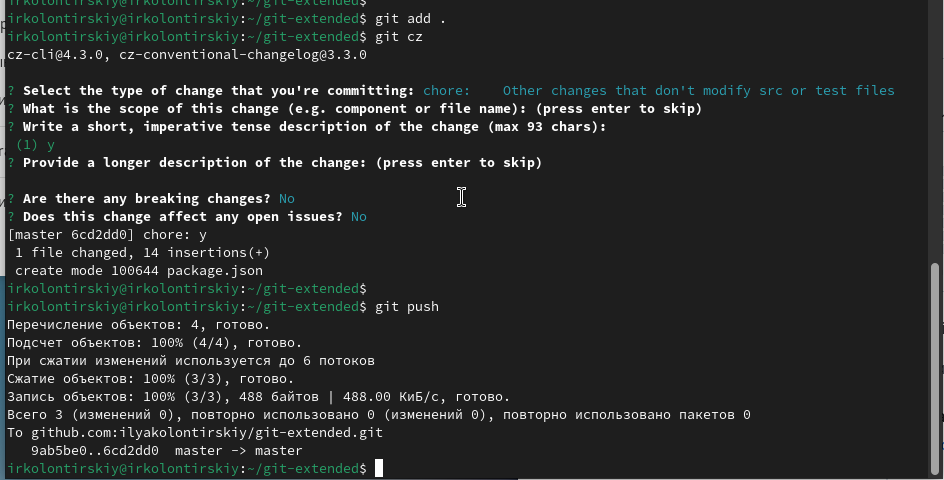 irkolontirskiy@irkolontirskiy:~/git-extended$
irkolontirskiy@irkolontirskiy:~/git-extended$ git add .
irkolontirskiy@irkolontirskiy:~/git-extended$ git cz
cz-cli@4.3.0, cz-conventional-changelog@3.3.0
? Select the type of change that you're committing: chore:    Other changes that don't modify src or test files
? What is the scope of this change (e.g. component or file name): (press enter to skip)
? Write a short, imperative tense description of the change (max 93 chars):
(1) y
? Provide a longer description of the change: (press enter to skip)
? Are there any breaking changes? No
? Does this change affect any open issues? No
[master 6cd2dd0] chore: y
1 file changed, 14 insertions(+)
create mode 100644 package.json
irkolontirskiy@irkolontirskiy:~/git-extended$
irkolontirskiy@irkolontirskiy:~/git-extended$ git push
Перечисление объектов: 4, готово.
Подсчет объектов: 100% (4/4), готово.
При сжатии изменений используется до 6 потоков
Сжатие объектов: 100% (3/3), готово.
Запись объектов: 100% (3/3), 488 байтов | 488.00 КиБ/с, готово.
Всего 3 (изменений 0), повторно использовано 0 (изменений 0), повторно использовано пакетов 0
To github.com:ilyakolontirskiy/git-extended.git
9ab5be0..6cd2dd0  master -> master
irkolontirskiy@irkolontirskiy:~/git-extended$